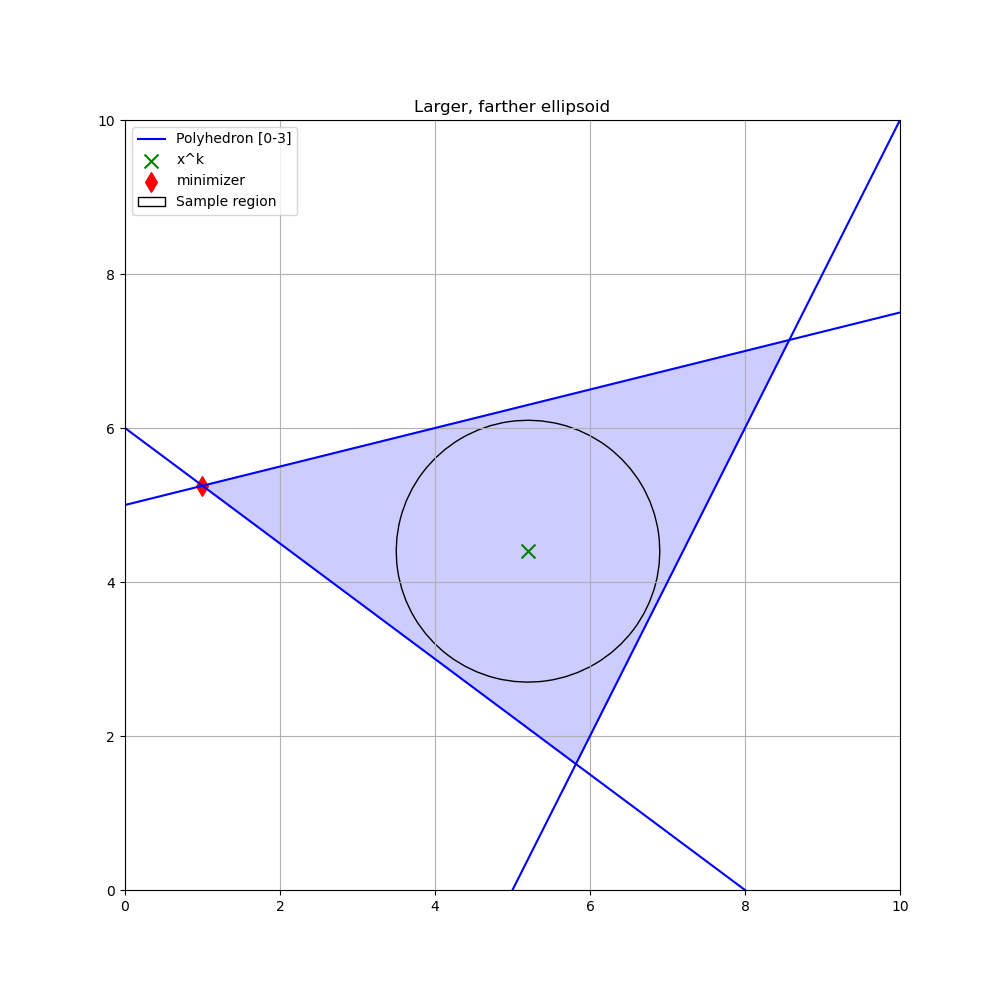 Larger, farther ellipsoid
Polyhedron [0-3]
x^k
minimizer
Sample region
10
8
6
4
2
0
0 2 4 6 8 10